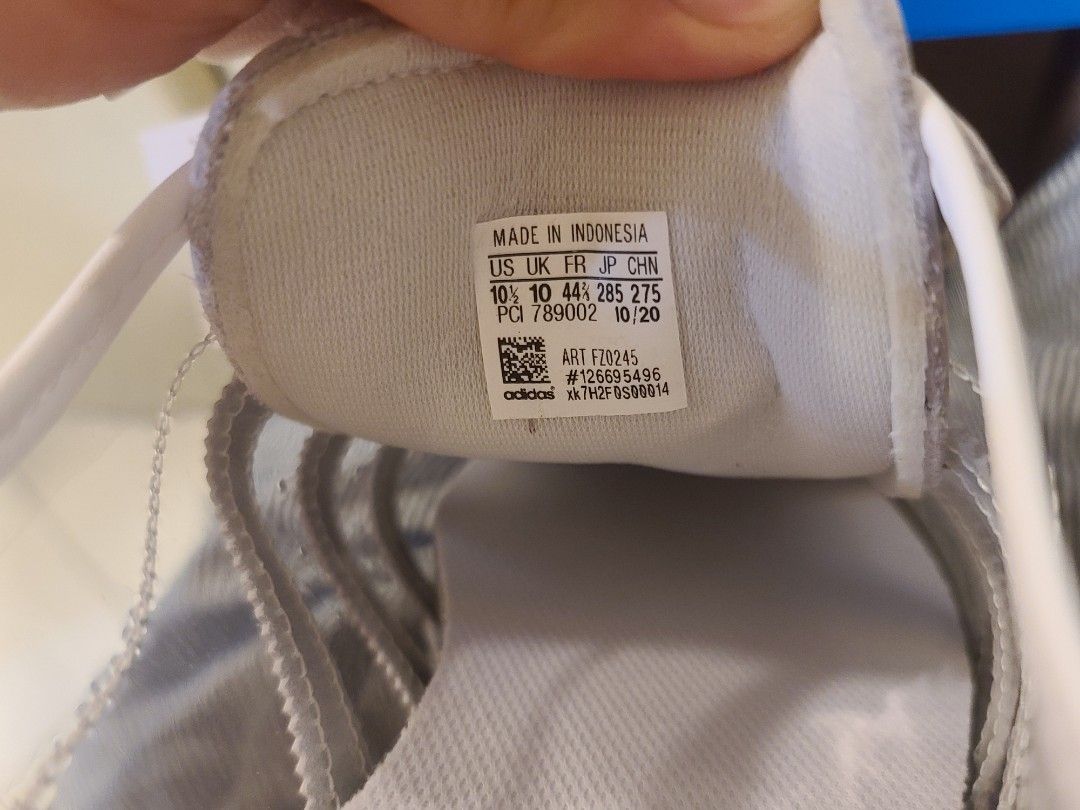 MADE IN INDONESIA
US UK FR JP CHN
10½ 10 44⅔ 285 275
PCI 789002 10/20
ART FZ0245
#126695496
adidas xk7H2F0S00014